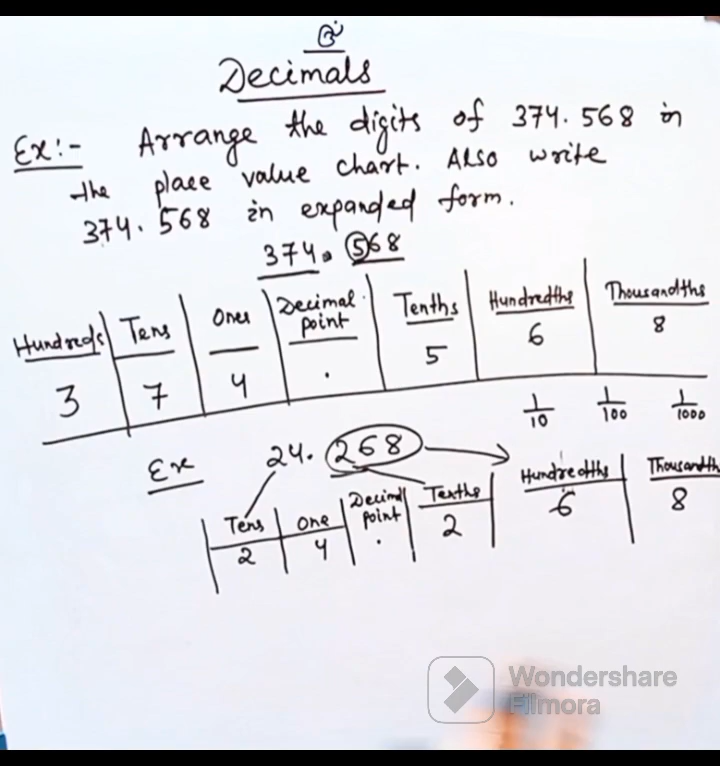 Decimals
Ex:- Arrange the digits of 374.568 in
the place value chart. Also write
374.568 in expanded form.
374.568
Hundreds Tens Ones Decimal point Tenths Hundredths Thousandths
3 7 4 . 5 6 8
1/10 1/100 1/1000
Ex 24.268
Tens One Decimal point Tenths Hundredths Thousandth
2 4 . 2 6 8
Wondershare
Filmora